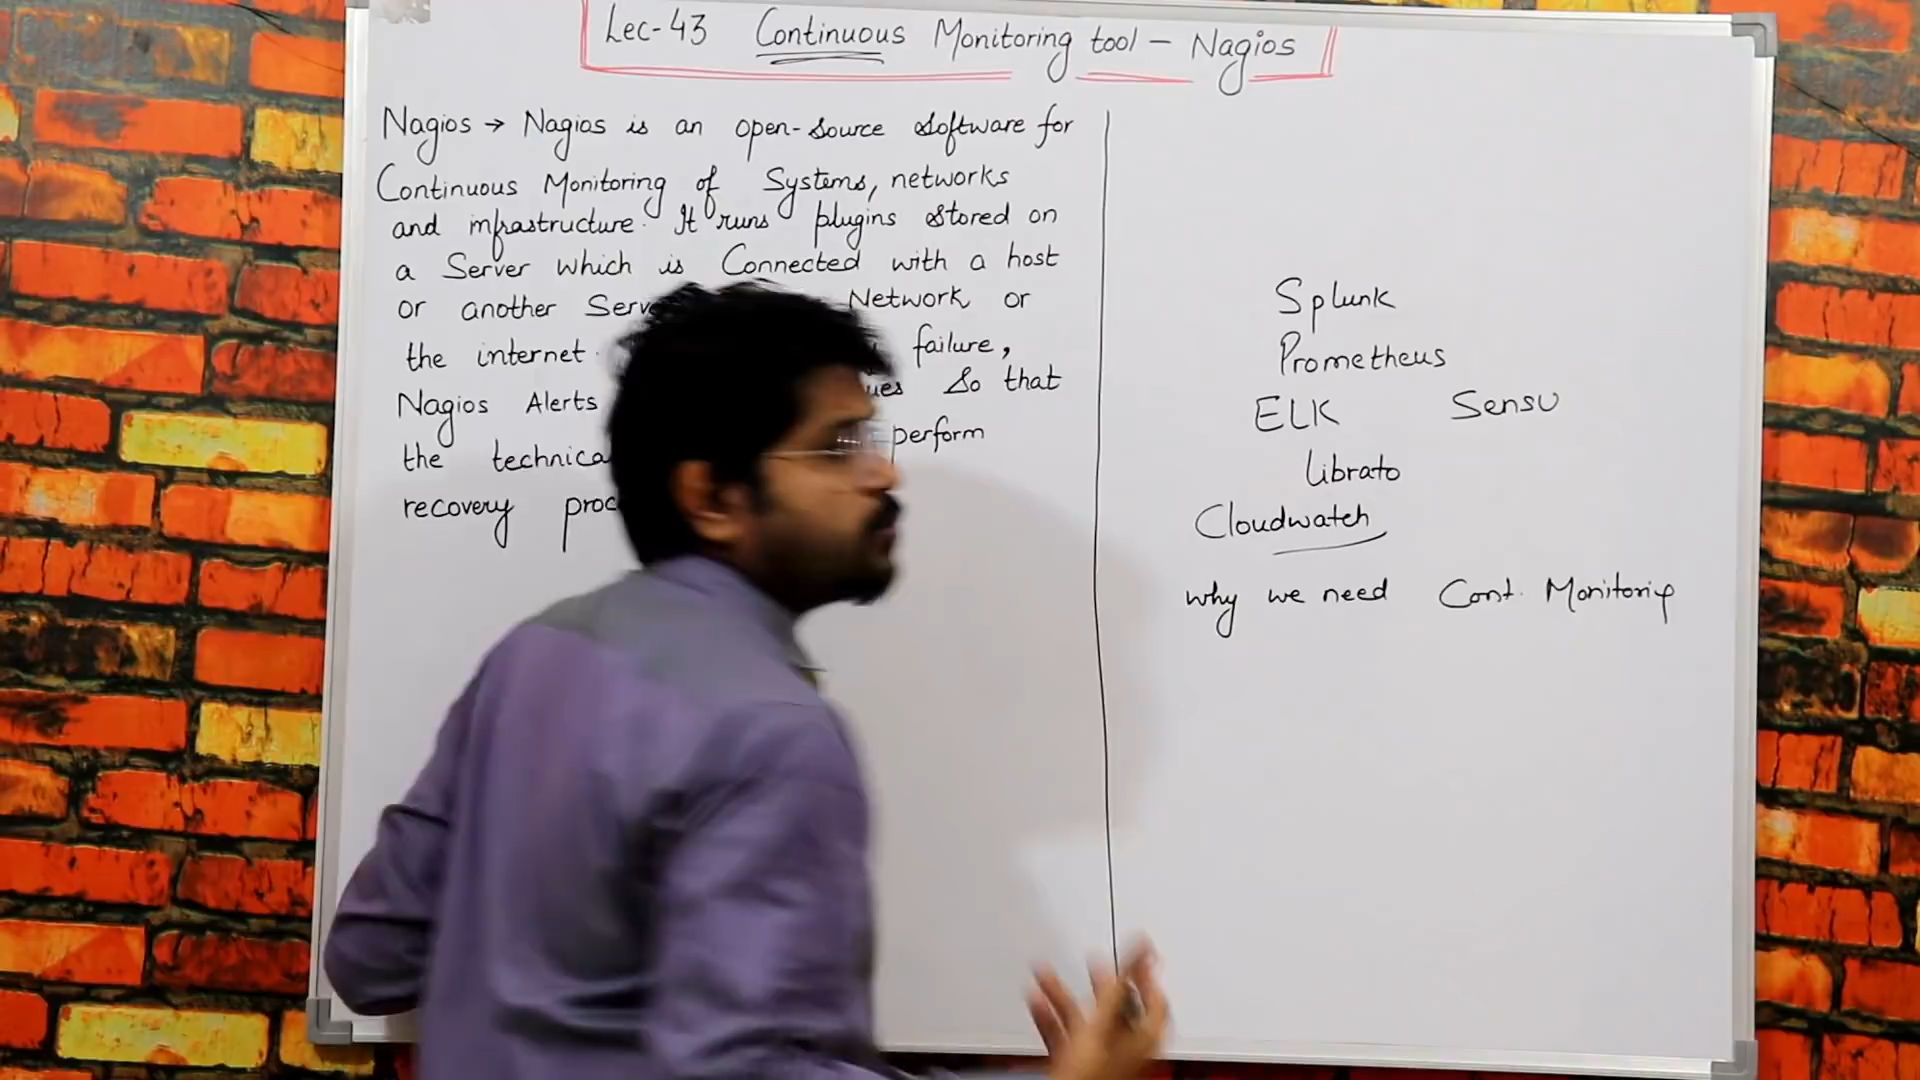 Lec-43 Continuous Monitoring tool - Nagios
Nagios → Nagios is an open-source software for
Continuous Monitoring of Systems, networks
and infrastructure. It runs plugins stored on
a Server which is Connected with a host
or another Network or
the internet. failure,
Nagios Alerts So that
the perform
recovery
Splunk
Prometheus
ELK Sensu
Librato
Cloudwatch
why we need Cont. Monitoring